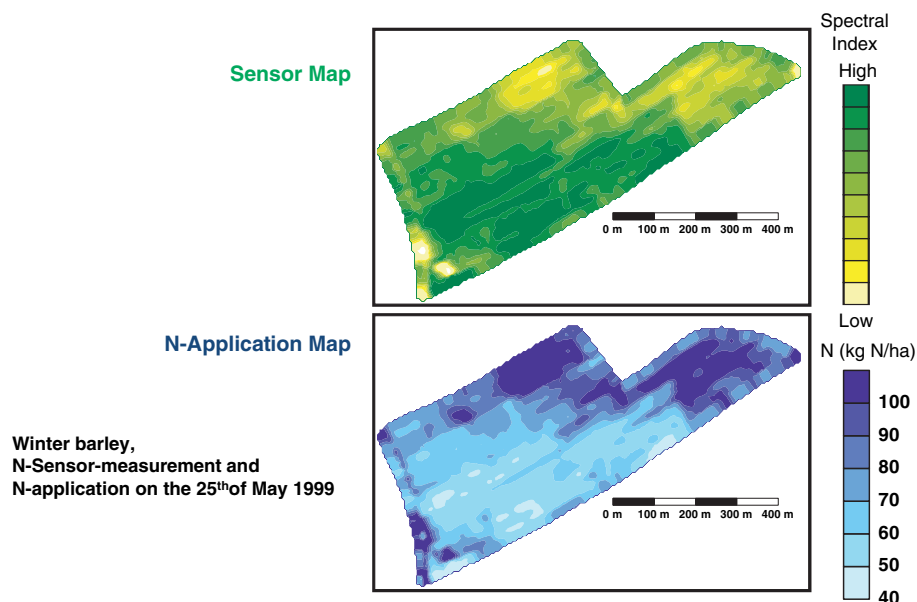 Spectral
Index
High
Sensor Map
0 m 100 m 200 m 300 m 400 m
Low
N-Application Map
N (kg N/ha)
100
90
80
70
60
50
40
Winter barley,
N-Sensor-measurement and
N-application on the 25thof May 1999
0 m 100 m 200 m 300 m 400 m